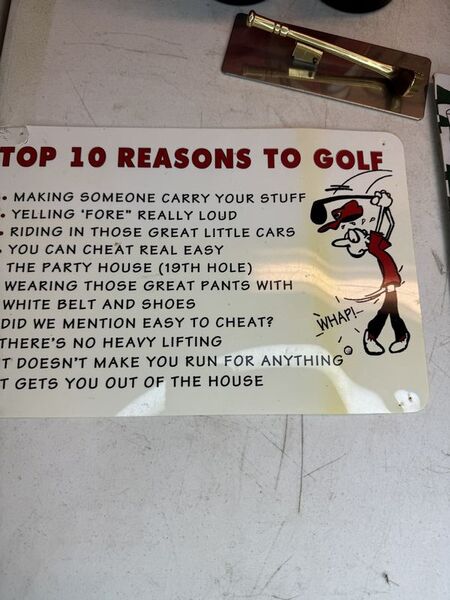 TOP 10 REASONS TO GOLF
• MAKING SOMEONE CARRY YOUR STUFF
• YELLING 'FORE" REALLY LOUD
• RIDING IN THOSE GREAT LITTLE CARS
• YOU CAN CHEAT REAL EASY
THE PARTY HOUSE (19TH HOLE)
WEARING THOSE GREAT PANTS WITH
WHITE BELT AND SHOES
DID WE MENTION EASY TO CHEAT?
THERE'S NO HEAVY LIFTING
T DOESN'T MAKE YOU RUN FOR ANYTHING
T GETS YOU OUT OF THE HOUSE
WHAP!